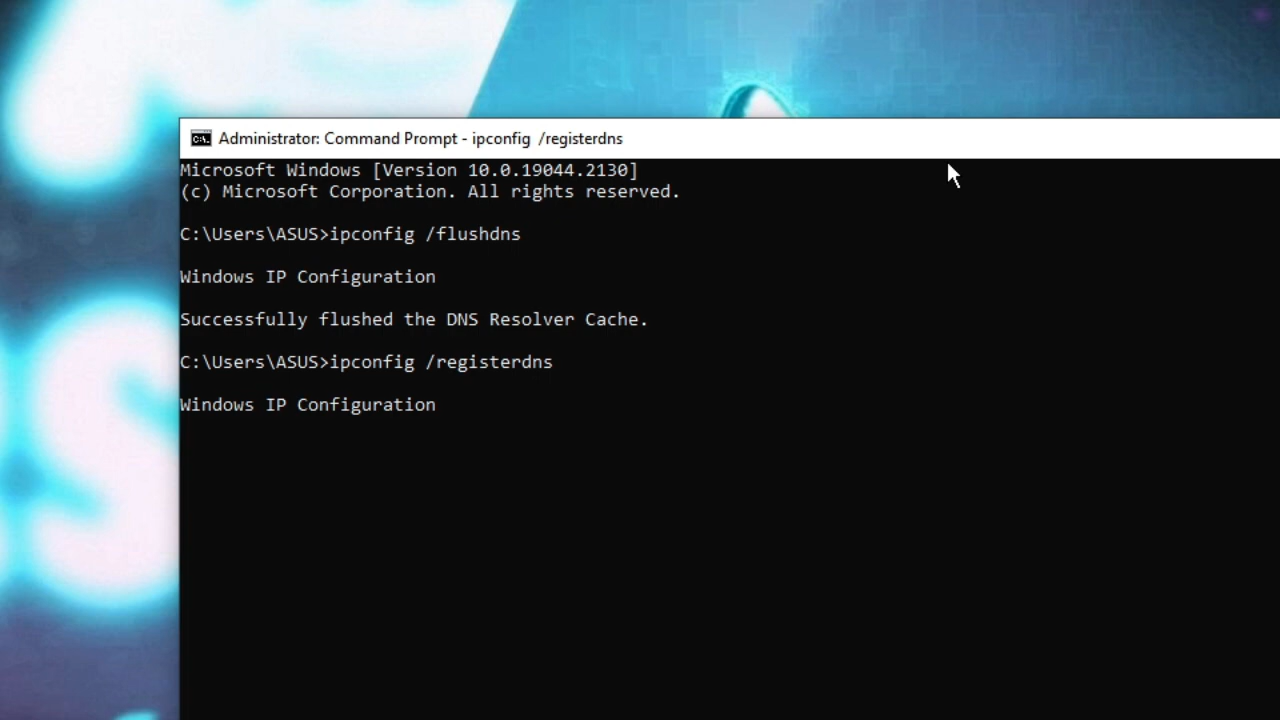 Administrator: Command Prompt - ipconfig  /registerdns
Microsoft Windows [Version 10.0.19044.2130]
(c) Microsoft Corporation. All rights reserved.
C:\Users\ASUS>ipconfig /flushdns
Windows IP Configuration
Successfully flushed the DNS Resolver Cache.
C:\Users\ASUS>ipconfig /registerdns
Windows IP Configuration